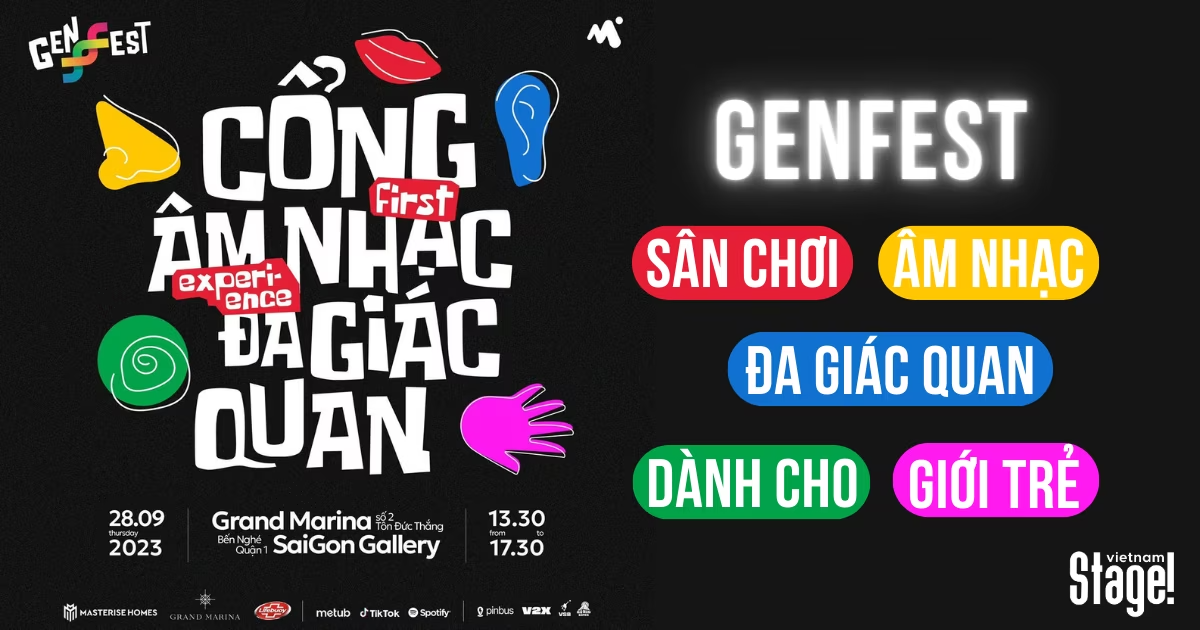 GENFEST
CỔNG
first
ÂM NHẠC
experi-
ence
ĐA GIÁC
QUAN
28.09
thursday
2023
Grand Marina số 2 Tôn Đức Thắng
Bến Nghé Quận 1 SaiGon Gallery
13.30
from to
17.30
MASTERISE HOMES
GRAND MARINA
Lifebuoy
metub
TikTok
Spotify
pinbus
V2X
USB
GENFEST
SÂN CHƠI ÂM NHẠC
ĐA GIÁC QUAN
DÀNH CHO GIỚI TRẺ
vietnam
Stage!